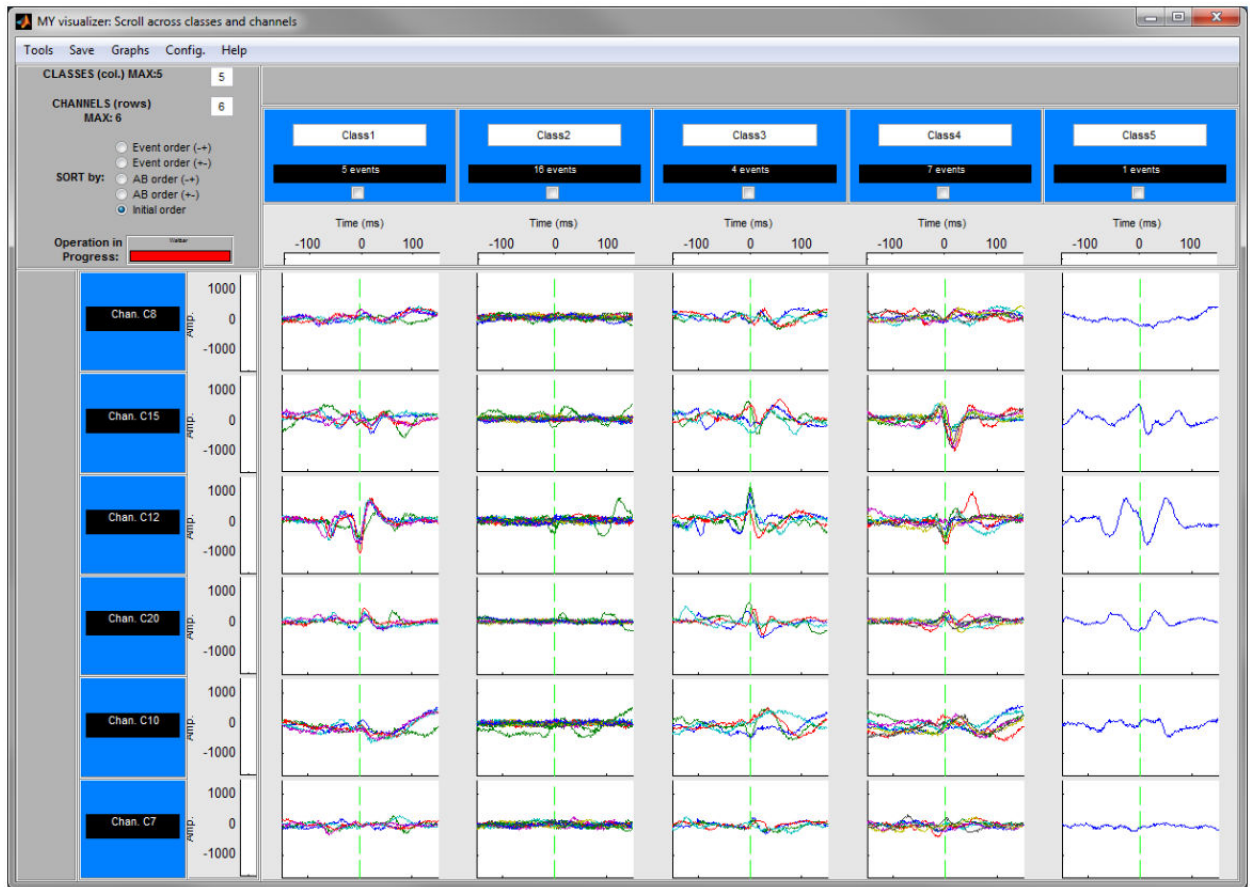 MY visualizer: Scroll across classes and channels
Tools Save Graphs Config. Help
CLASSES (col.) MAX:5 5
CHANNELS (rows) 6
MAX: 6
SORT by:
Event order (-+)
Event order (+-)
AB order (-+)
AB order (+-)
Initial order
Operation in
Progress:
Class1 Class2 Class3 Class4 Class5
5 events 16 events 4 events 7 events 1 events
Time (ms) Time (ms) Time (ms) Time (ms) Time (ms)
-100 0 100 -100 0 100 -100 0 100 -100 0 100 -100 0 100
Chan. C8
Amp.
1000
0
-1000
Chan. C15
Amp.
1000
0
-1000
Chan. C12
Amp.
1000
0
-1000
Chan. C20
Amp.
1000
0
-1000
Chan. C10
Amp.
1000
0
-1000
Chan. C7
Amp.
1000
0
-1000